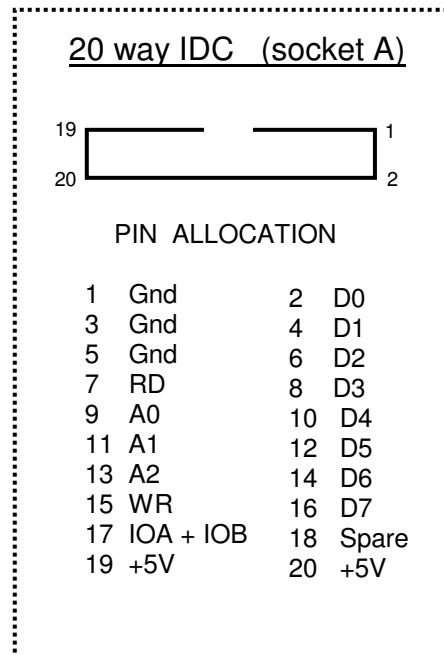 20 way IDC (socket A)
19 1
20 2
PIN ALLOCATION
1 Gnd 2 D0
3 Gnd 4 D1
5 Gnd 6 D2
7 RD 8 D3
9 A0 10 D4
11 A1 12 D5
13 A2 14 D6
15 WR 16 D7
17 IOA + IOB 18 Spare
19 +5V 20 +5V